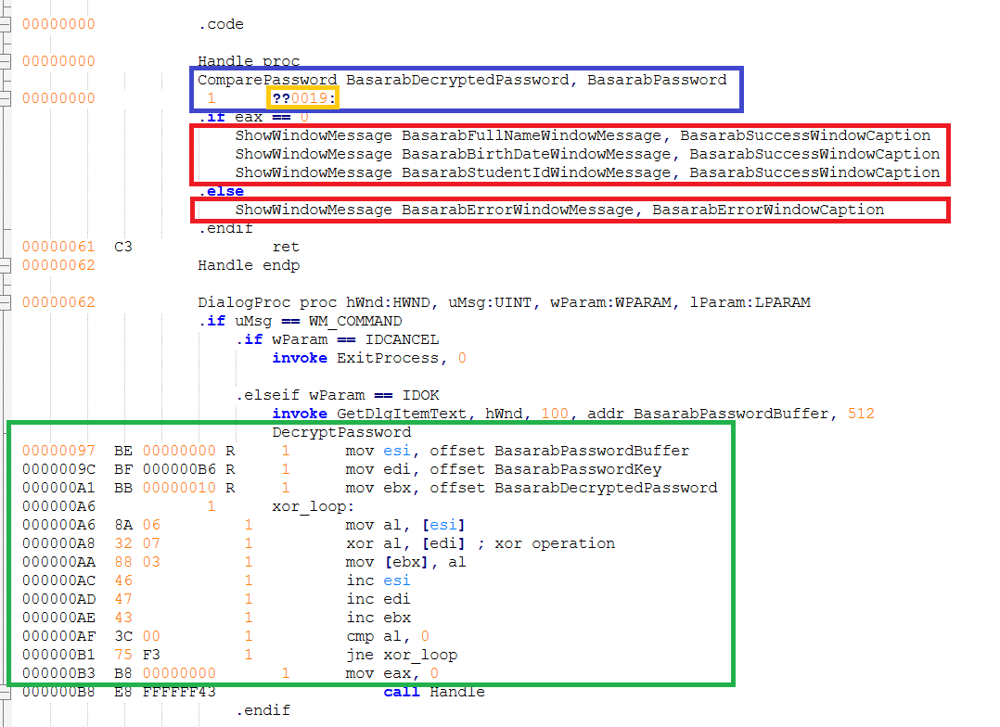 00000000 .code
00000000 Handle proc
ComparePassword BasarabDecryptedPassword, BasarabPassword
00000000 1 ??0019:
.if eax == 0
ShowWindowMessage BasarabFullNameWindowMessage, BasarabSuccessWindowCaption
ShowWindowMessage BasarabBirthDateWindowMessage, BasarabSuccessWindowCaption
ShowWindowMessage BasarabStudentIdWindowMessage, BasarabSuccessWindowCaption
.else
ShowWindowMessage BasarabErrorWindowMessage, BasarabErrorWindowCaption
.endif
00000061 C3 ret
00000062 Handle endp
00000062 DialogProc proc hWnd:HWND, uMsg:UINT, wParam:WPARAM, lParam:LPARAM
.if uMsg == WM_COMMAND
.if wParam == IDCANCEL
invoke ExitProcess, 0
.elseif wParam == IDOK
invoke GetDlgItemText, hWnd, 100, addr BasarabPasswordBuffer, 512
DecryptPassword
00000097 BE 00000000 R 1 mov esi, offset BasarabPasswordBuffer
0000009C BF 000000B6 R 1 mov edi, offset BasarabPasswordKey
000000A1 BB 00000010 R 1 mov ebx, offset BasarabDecryptedPassword
000000A6 1 xor_loop:
000000A6 8A 06 1 mov al, [esi]
000000A8 32 07 1 xor al, [edi] ; xor operation
000000AA 88 03 1 mov [ebx], al
000000AC 46 1 inc esi
000000AD 47 1 inc edi
000000AE 43 1 inc ebx
000000AF 3C 00 1 cmp al, 0
000000B1 75 F3 1 jne xor_loop
000000B3 B8 00000000 1 mov eax, 0
000000B8 E8 FFFFFF43 call Handle
.endif